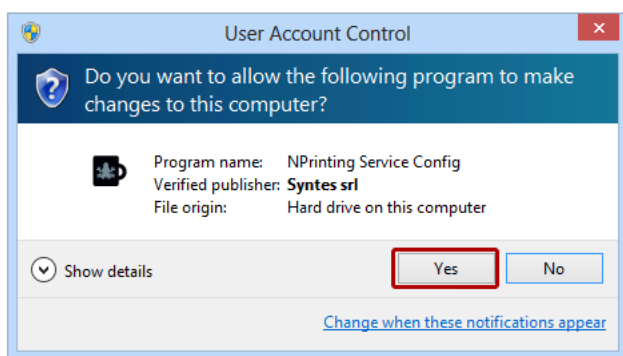 User Account Control
Do you want to allow the following program to make
changes to this computer?
Program name: NPrinting Service Config
Verified publisher: Syntes srl
File origin: Hard drive on this computer
Show details
Yes
No
Change when these notifications appear